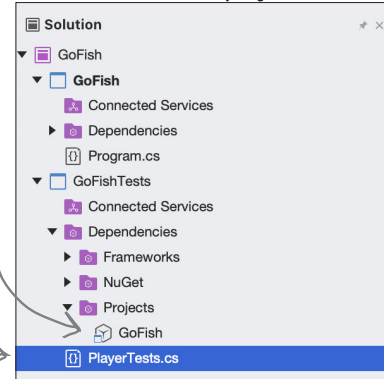 Solution
GoFish
GoFish
Connected Services
Dependencies
Program.cs
GoFishTests
Connected Services
Dependencies
Frameworks
NuGet
Projects
GoFish
PlayerTests.cs